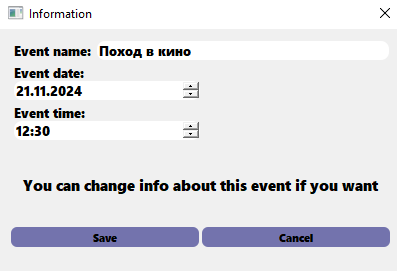 Information
Event name: Поход в кино
Event date:
21.11.2024
Event time:
12:30
You can change info about this event if you want
Save Cancel